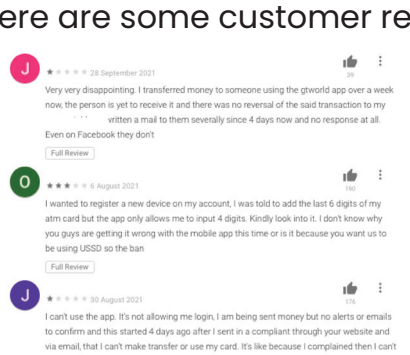 ere are some customer re
J
28 September 2021
39
Very very disappointing. I transferred money to someone using the gtworld app over a week
now, the person is yet to receive it and there was no reversal of the said transaction to my
vritten a mail to them severally since 4 days now and no response at all.
Even on Facebook they don't
Full Review
O
6 August 2021
190
I wanted to register a new device on my account, I was told to add the last 6 digits of my
atm card but the app only allows me to input 4 digits. Kindly look into it. I don't know why
you guys are getting it wrong with the mobile app this time or is it because you want us to
be using USSD so the ban
Full Review
J
30 August 2021
176
I can't use the app. It's not allowing me login, I am being sent money but no alerts or emails
to confirm and this started 4 days ago after I sent in a compliant through your website and
via email, that I can't make transfer or use my card. It's like because I complained then I can't